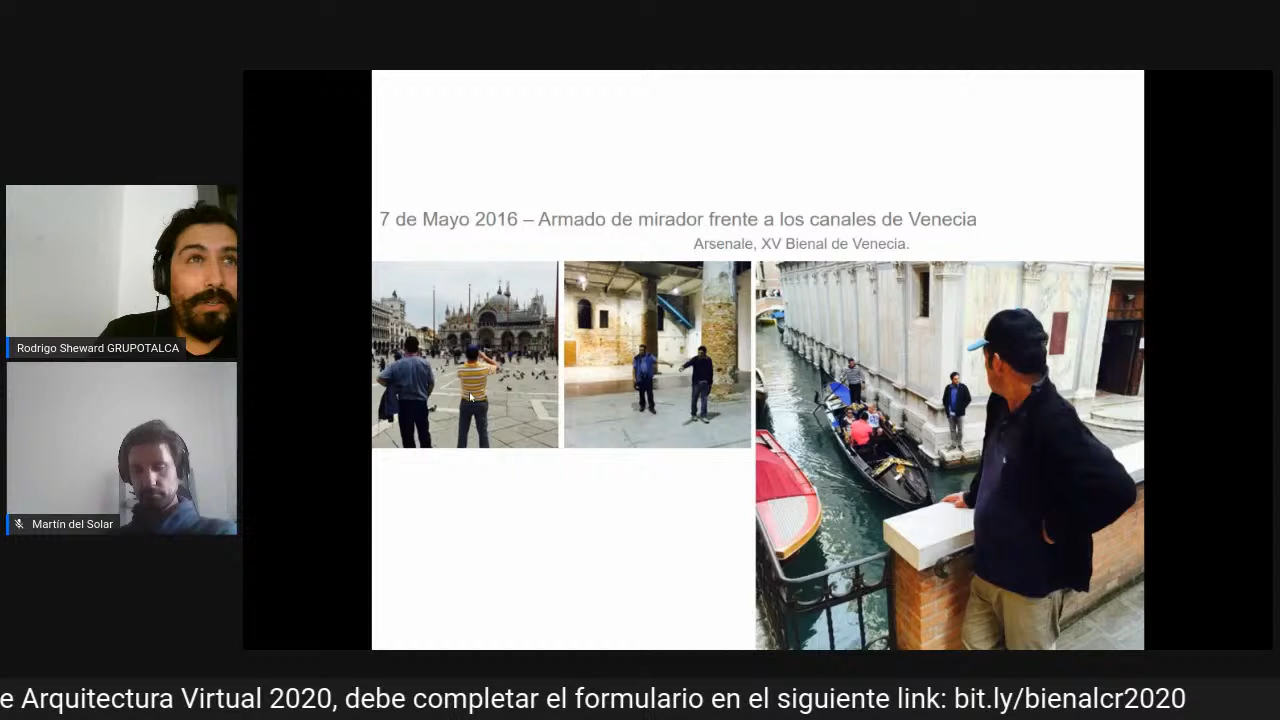 7 de Mayo 2016 – Armado de mirador frente a los canales de Venecia
Arsenale, XV Bienal de Venecia.
Rodrigo Sheward GRUPOTALCA
Martín del Solar
e Arquitectura Virtual 2020, debe completar el formulario en el siguiente link: bit.ly/bienalcr2020